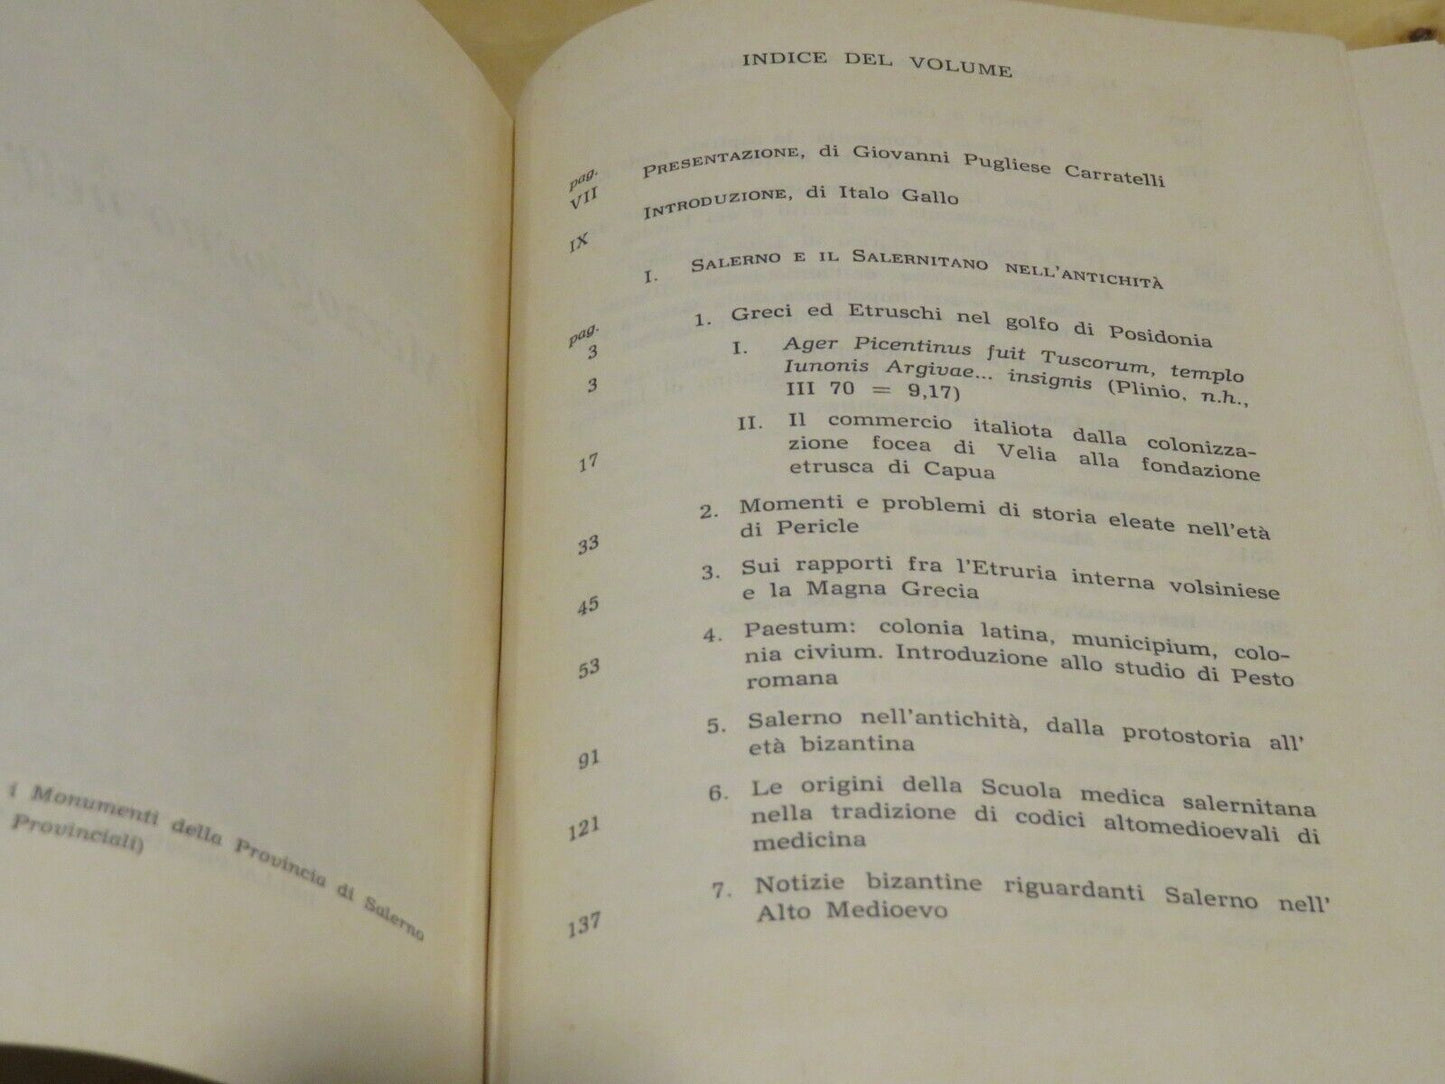 i Monumenti della Provincia di Salerno
Provinciali)
INDICE DEL VOLUME
pag.
VII PRESENTAZIONE, di Giovanni Pugliese Carratelli
IX INTRODUZIONE, di Italo Gallo
I. SALERNO E IL SALERNITANO NELL'ANTICHITÀ
pag.
3 1. Greci ed Etruschi nel golfo di Posidonia
3 I. Ager Picentinus fuit Tuscorum, templo
Iunonis Argivae... insignis (Plinio, n.h.,
III 70 = 9,17)
17 II. Il commercio italiota dalla colonizza-
zione focea di Velia alla fondazione
etrusca di Capua
33 2. Momenti e problemi di storia eleate nell'età
di Pericle
45 3. Sui rapporti fra l'Etruria interna volsiniese
e la Magna Grecia
53 4. Paestum: colonia latina, municipium, colo-
nia civium. Introduzione allo studio di Pesto
romana
91 5. Salerno nell'antichità, dalla protostoria all'
età bizantina
121 6. Le origini della Scuola medica salernitana
nella tradizione di codici altomedioevali di
medicina
137 7. Notizie bizantine riguardanti Salerno nell'
Alto Medioevo